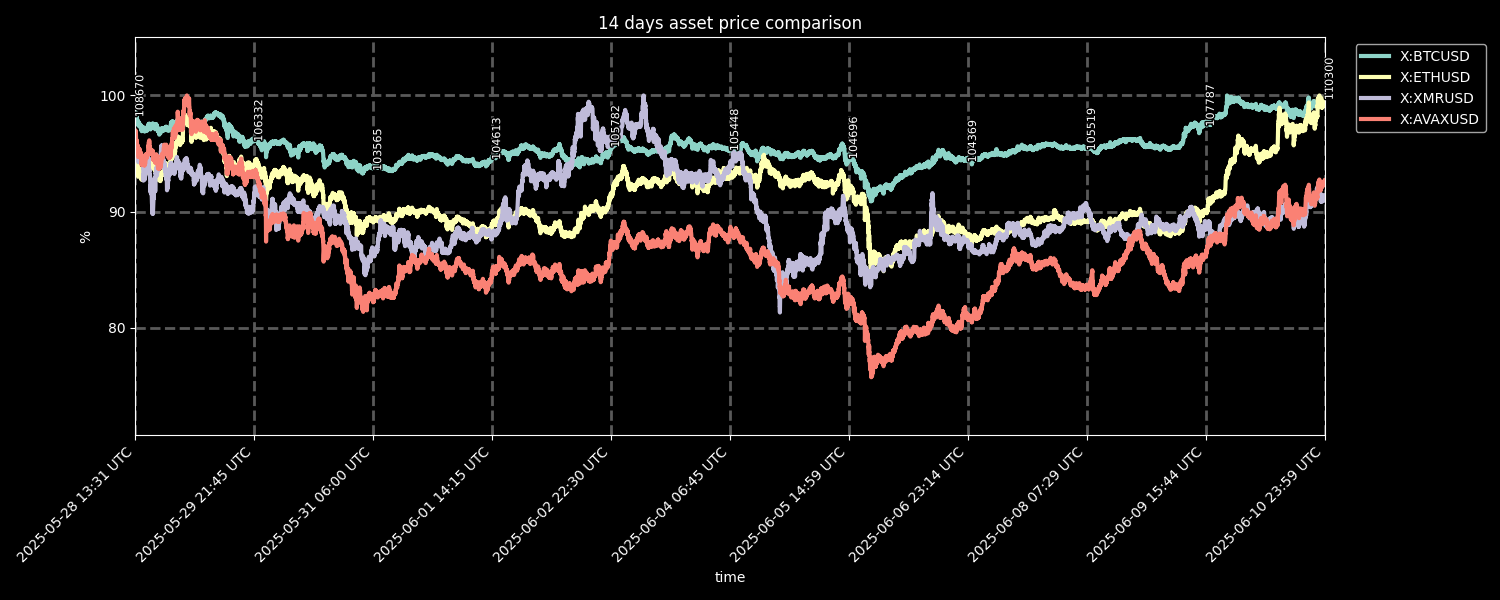 14 days asset price comparison
X:BTCUSD
X:ETHUSD
X:XMRUSD
X:AVAXUSD
100
90
80
%
108670
106332
103565
104613
105782
105448
104696
104369
105519
107787
110300
2025-05-28 13:31 UTC
2025-05-29 21:45 UTC
2025-05-31 06:00 UTC
2025-06-01 14:15 UTC
2025-06-02 22:30 UTC
2025-06-04 06:45 UTC
2025-06-05 14:59 UTC
2025-06-06 23:14 UTC
2025-06-08 07:29 UTC
2025-06-09 15:44 UTC
2025-06-10 23:59 UTC
time